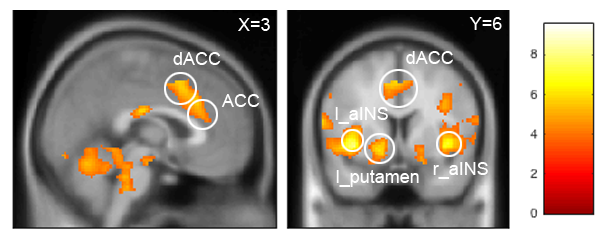 X=3
dACC
ACC
Y=6
dACC
l_aINS
l_putamen
r_aINS
8
6
4
2
0